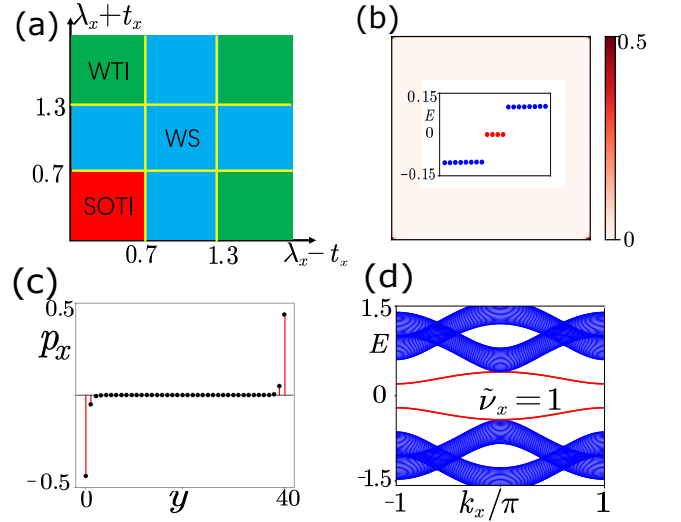 (a)
λₓ+tₓ
WTI
1.3
WS
0.7
SOTI
0.7
1.3
λₓ−tₓ
(b)
0.15
E
0
−0.15
0.5
0
(c)
0.5
pₓ
−0.5
0
y
40
(d)
1.5
E
0
ν̃ₓ = 1
−1.5
-1
kₓ/π
1